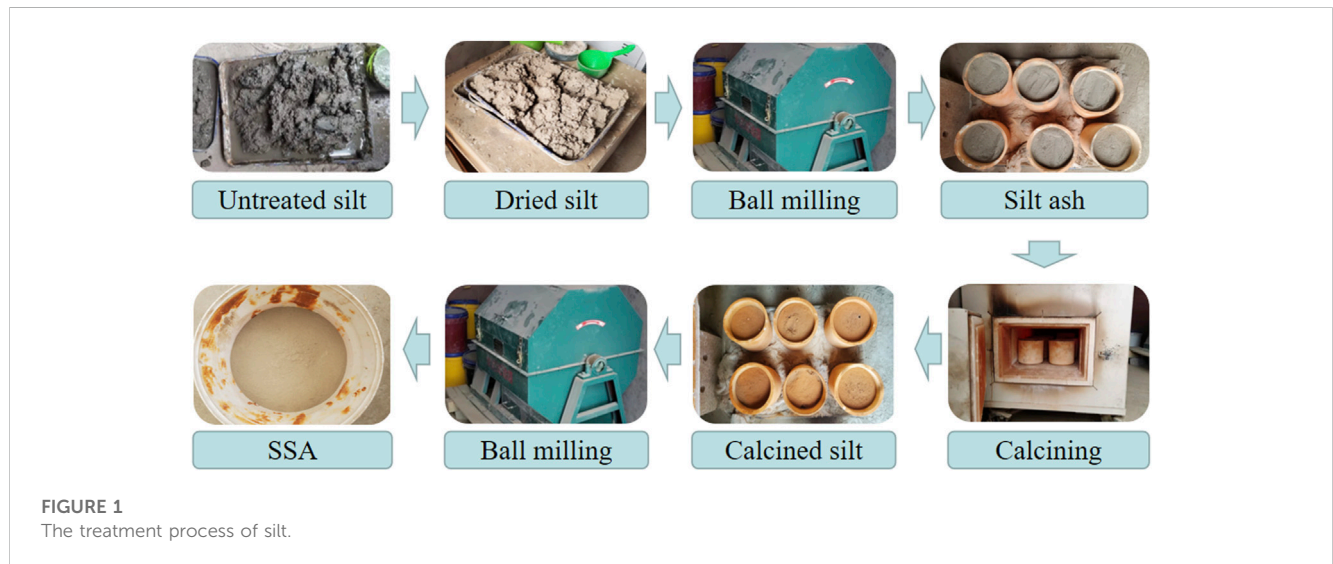 Untreated silt
Dried silt
Ball milling
Silt ash
SSA
Ball milling
Calcined silt
Calcining
FIGURE 1
The treatment process of silt.